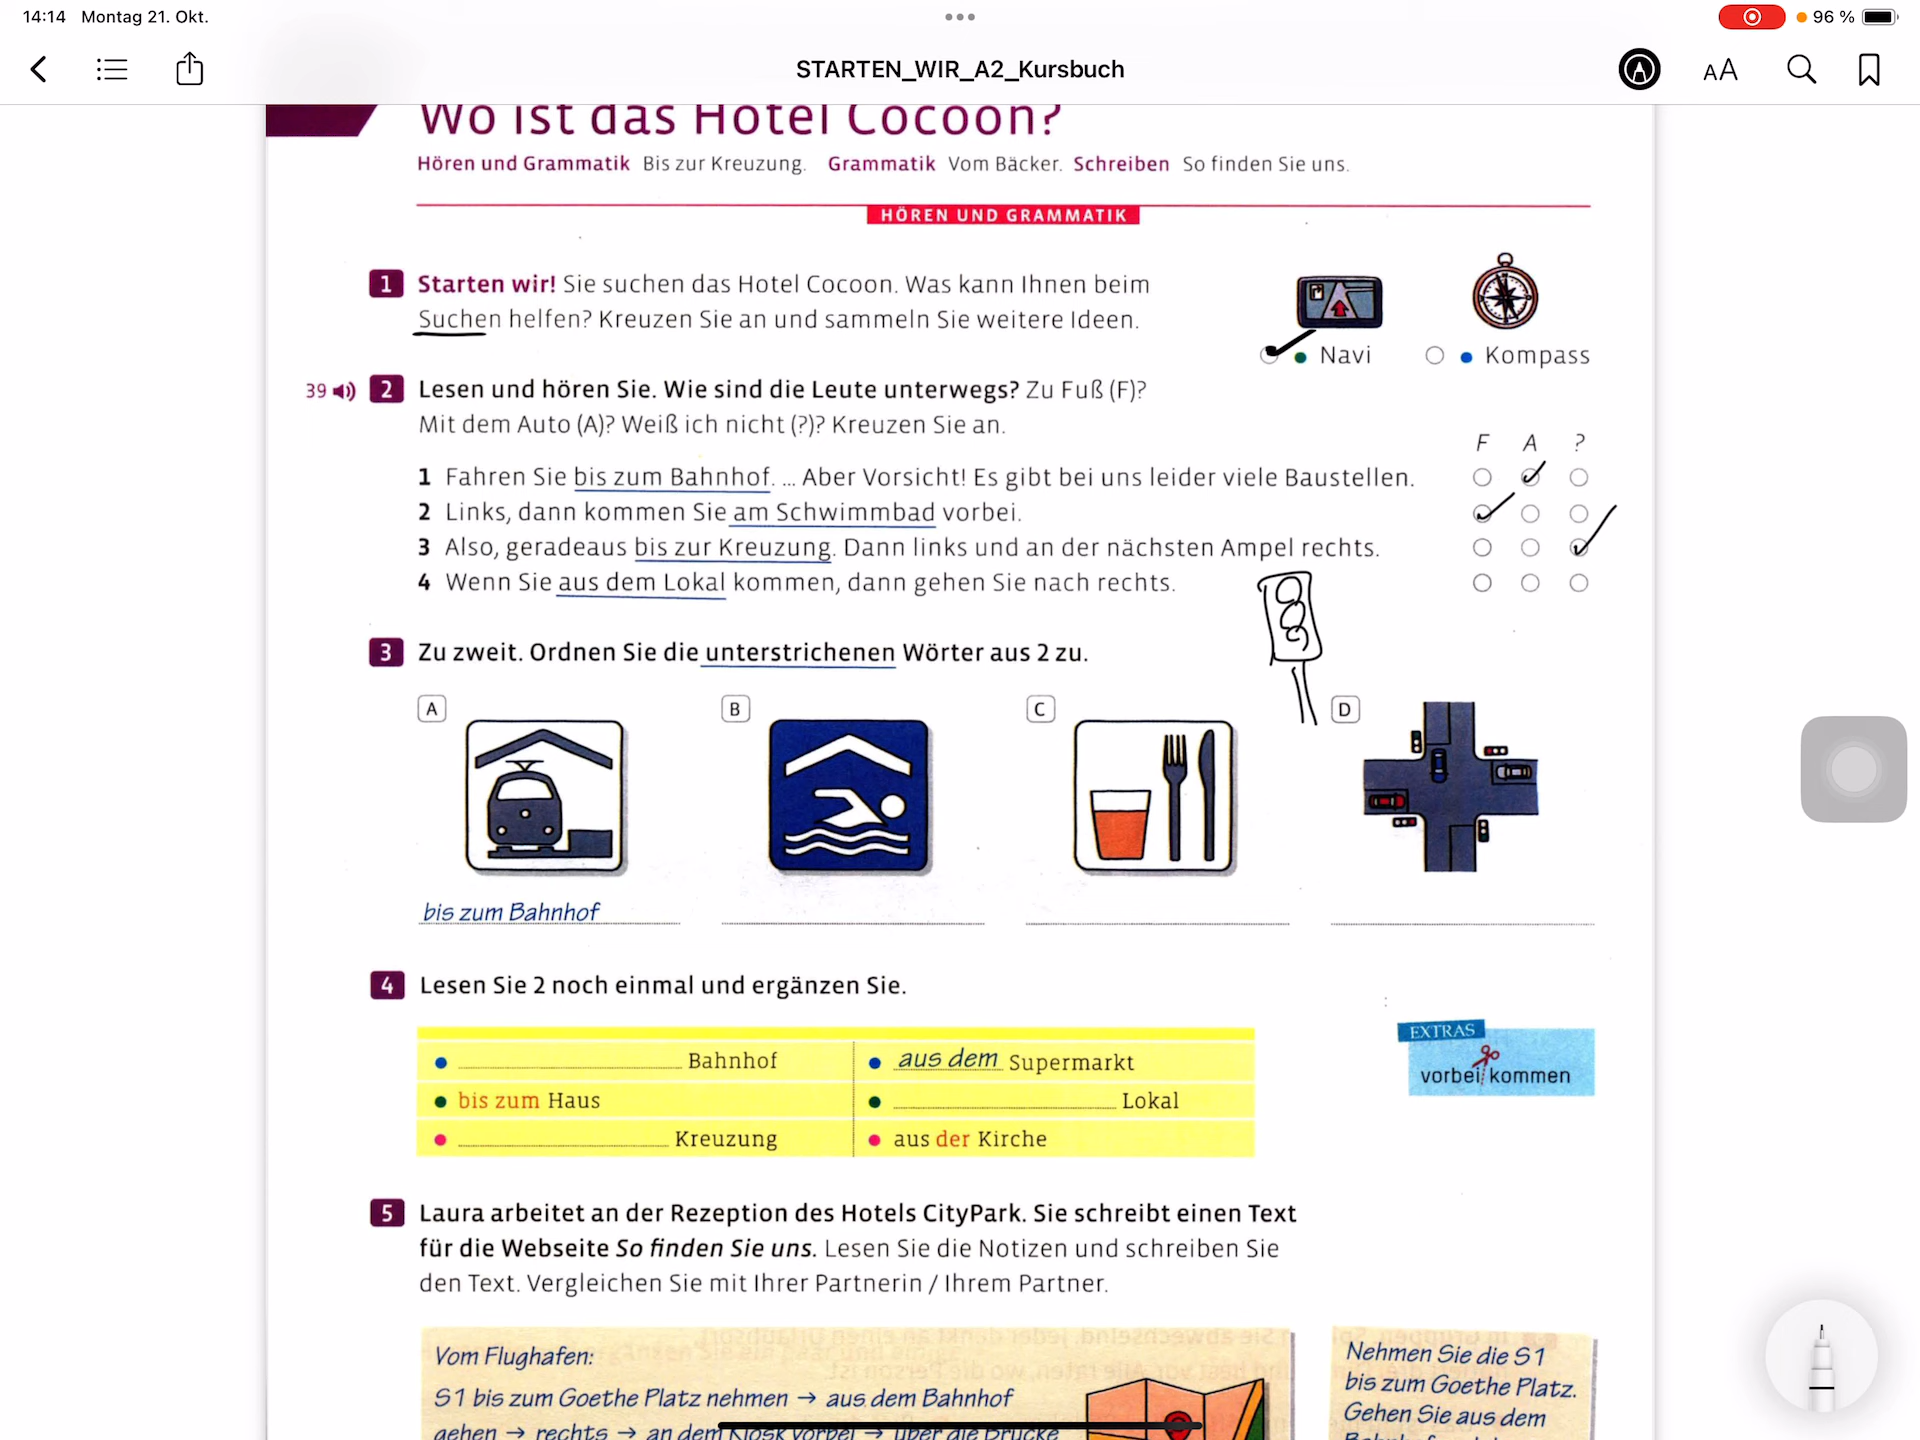 14:14 Montag 21. Okt.
96 %
STARTEN_WIR_A2_Kursbuch
AA
Wo ist das Hotel Cocoon?
Hören und Grammatik Bis zur Kreuzung. Grammatik Vom Bäcker. Schreiben So finden Sie uns.
HÖREN UND GRAMMATIK
1 Starten wir! Sie suchen das Hotel Cocoon. Was kann Ihnen beim
Suchen helfen? Kreuzen Sie an und sammeln Sie weitere Ideen.
Navi Kompass
39 2 Lesen und hören Sie. Wie sind die Leute unterwegs? Zu Fuß (F)?
Mit dem Auto (A)? Weiß ich nicht (?)? Kreuzen Sie an.
F A ?
1 Fahren Sie bis zum Bahnhof. ... Aber Vorsicht! Es gibt bei uns leider viele Baustellen.
2 Links, dann kommen Sie am Schwimmbad vorbei.
3 Also, geradeaus bis zur Kreuzung. Dann links und an der nächsten Ampel rechts.
4 Wenn Sie aus dem Lokal kommen, dann gehen Sie nach rechts.
3 Zu zweit. Ordnen Sie die unterstrichenen Wörter aus 2 zu.
A B C D
bis zum Bahnhof
4 Lesen Sie 2 noch einmal und ergänzen Sie.
Bahnhof aus dem Supermarkt
bis zum Haus Lokal
Kreuzung aus der Kirche
EXTRAS
vorbei kommen
5 Laura arbeitet an der Rezeption des Hotels CityPark. Sie schreibt einen Text
für die Webseite So finden Sie uns. Lesen Sie die Notizen und schreiben Sie
den Text. Vergleichen Sie mit Ihrer Partnerin / Ihrem Partner.
Vom Flughafen:
S1 bis zum Goethe Platz nehmen → aus dem Bahnhof
gehen → rechts → an dem Kiosk vorbei → über die Brücke
Nehmen Sie die S1
bis zum Goethe Platz.
Gehen Sie aus dem